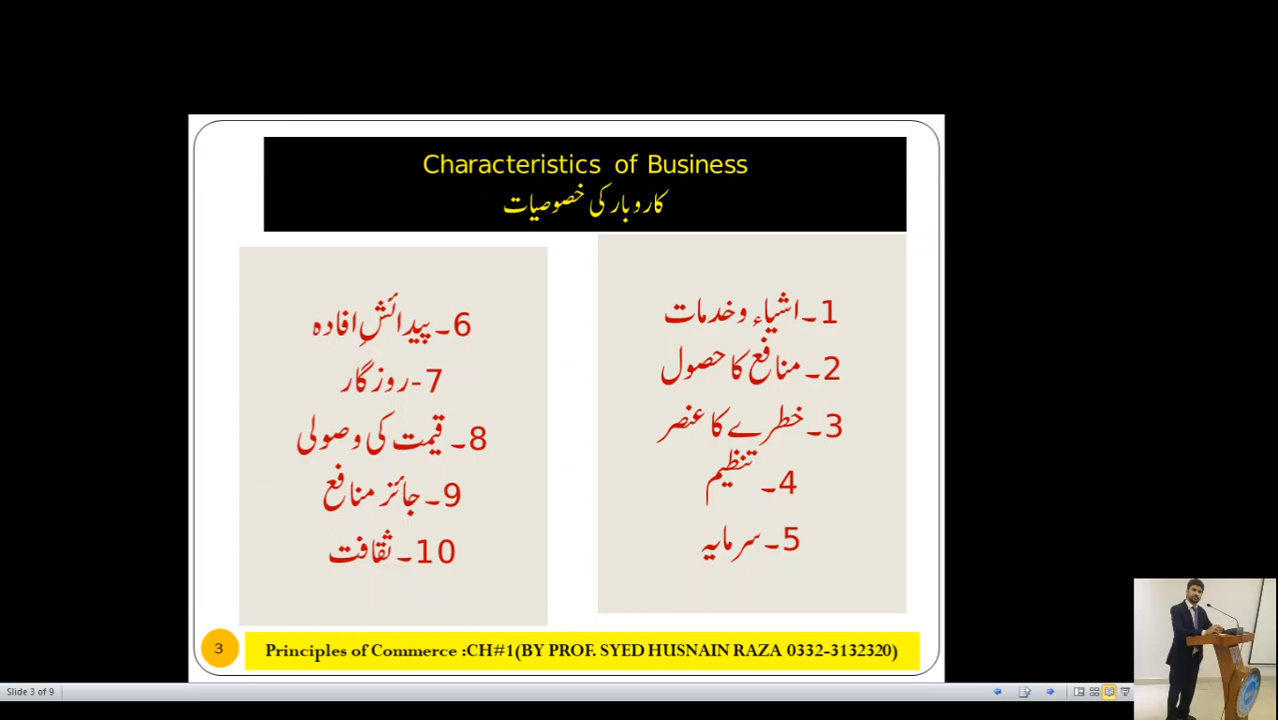 Characteristics of Business
کاروبار کی خصوصیات
1۔اشیاء وخدمات
2۔منافع کا حصول
3۔خطرے کا عنصر
4۔ تنظیم
5۔سرمایہ
6۔پیدائشِ افادہ
7-روزگار
8۔ قیمت کی وصولی
9۔جائز منافع
10۔ثقافت
3
Principles of Commerce :CH#1(BY PROF. SYED HUSNAIN RAZA 0332-3132320)
Slide 3 of 9